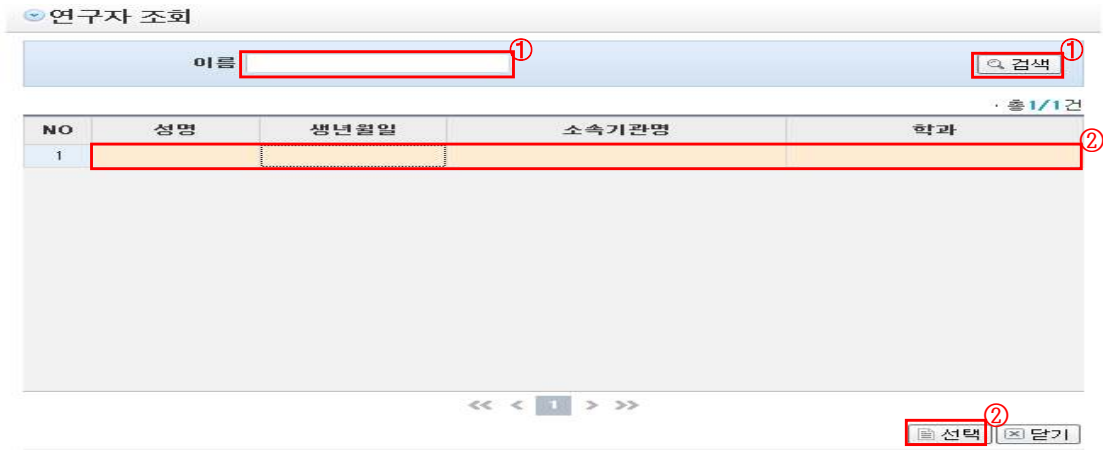 연구자 조회
①
①
이름
검색
· 총1/1건
NO 성명 생년월일 소속기관명 학과
②
1
<< < 1 > >>
②
선택 닫기